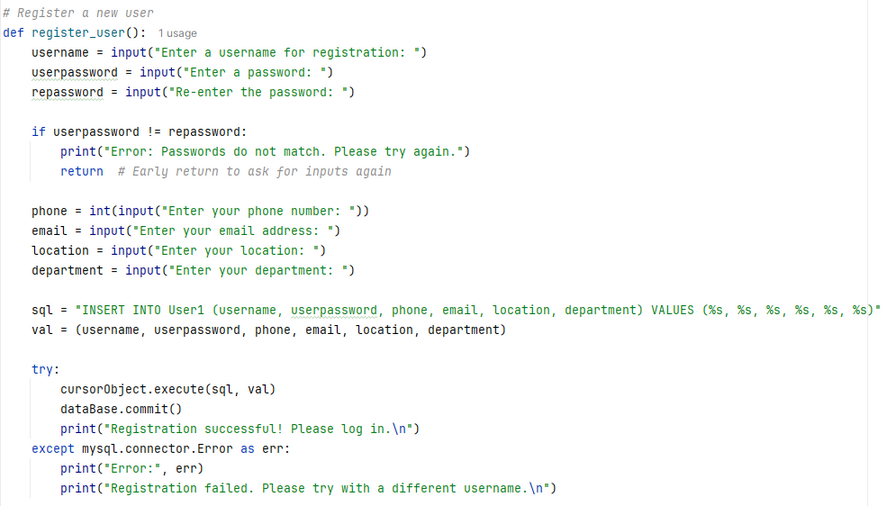 # Register a new user
def register_user():  1 usage
    username = input("Enter a username for registration: ")
    userpassword = input("Enter a password: ")
    repassword = input("Re-enter the password: ")

    if userpassword != repassword:
        print("Error: Passwords do not match. Please try again.")
        return  # Early return to ask for inputs again

    phone = int(input("Enter your phone number: "))
    email = input("Enter your email address: ")
    location = input("Enter your location: ")
    department = input("Enter your department: ")

    sql = "INSERT INTO User1 (username, userpassword, phone, email, location, department) VALUES (%s, %s, %s, %s, %s, %s)"
    val = (username, userpassword, phone, email, location, department)

    try:
        cursorObject.execute(sql, val)
        dataBase.commit()
        print("Registration successful! Please log in.\n")
    except mysql.connector.Error as err:
        print("Error:", err)
        print("Registration failed. Please try with a different username.\n")